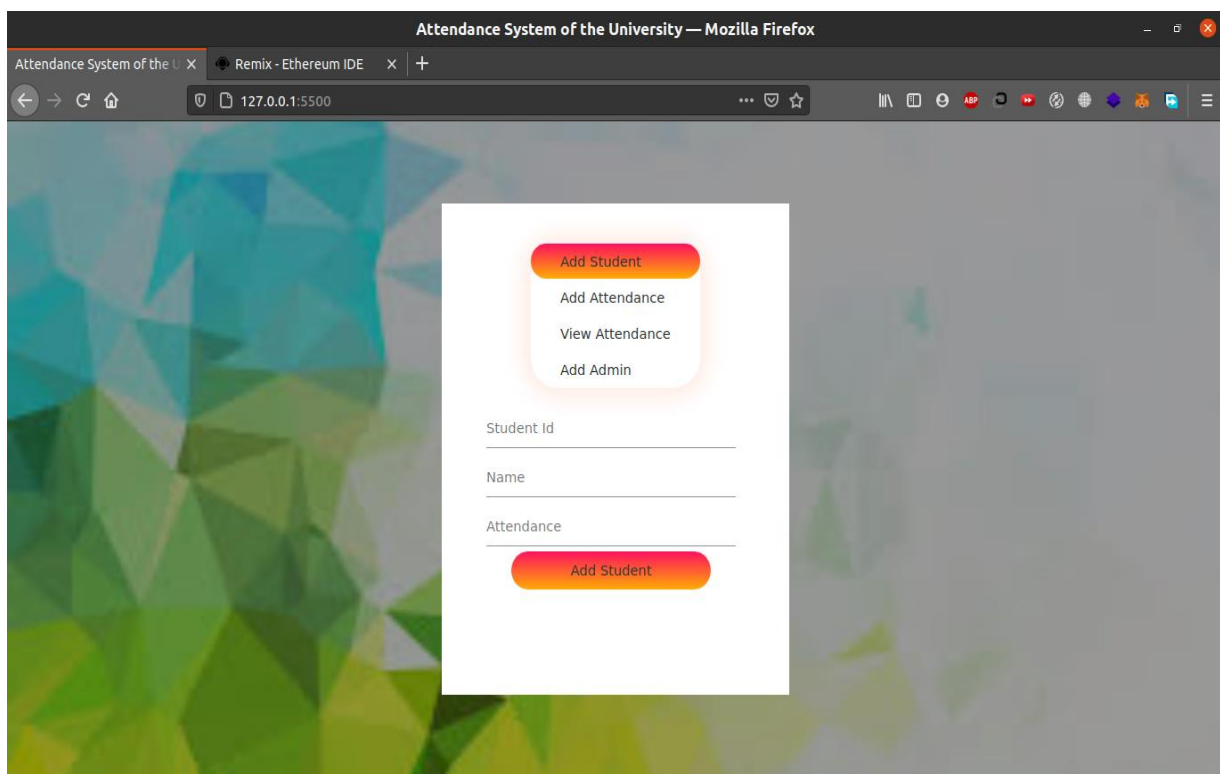 Attendance System of the University — Mozilla Firefox
Attendance System of the U
Remix - Ethereum IDE
127.0.0.1:5500
ABP
Add Student
Add Attendance
View Attendance
Add Admin
Student Id
Name
Attendance
Add Student